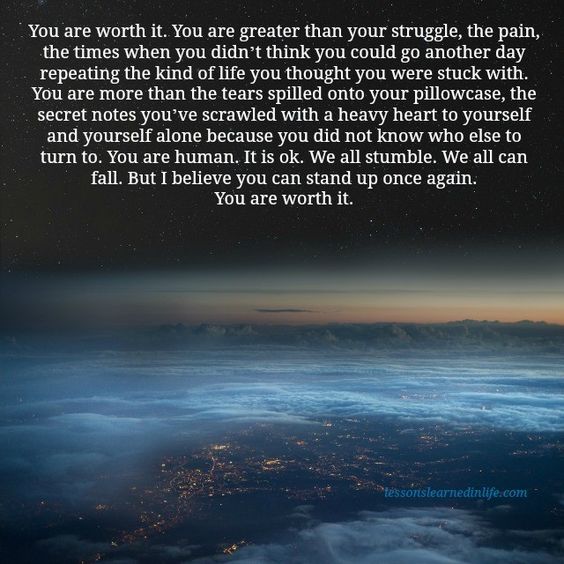 You are worth it. You are greater than your struggle, the pain,
the times when you didn’t think you could go another day
repeating the kind of life you thought you were stuck with.
You are more than the tears spilled onto your pillowcase, the
secret notes you’ve scrawled with a heavy heart to yourself
and yourself alone because you did not know who else to
turn to. You are human. It is ok. We all stumble. We all can
fall. But I believe you can stand up once again.
You are worth it.
lessonslearnedinlife.com